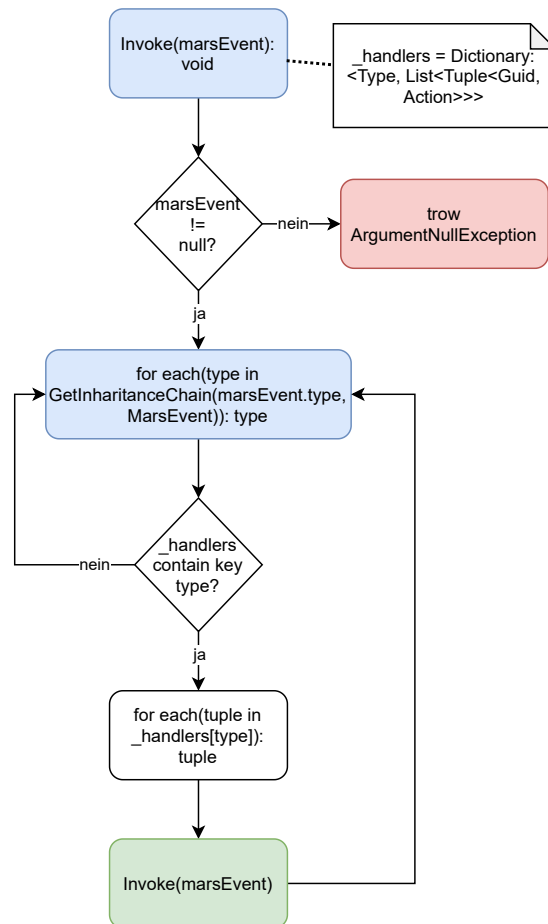 Invoke(marsEvent):
void
_handlers = Dictionary:
<Type, List<Tuple<Guid,
Action>>>
marsEvent
!=
null?
nein
trow
ArgumentNullException
ja
for each(type in
GetInharitanceChain(marsEvent.type,
MarsEvent)): type
_handlers
contain key
type?
nein
ja
for each(tuple in
_handlers[type]):
tuple
Invoke(marsEvent)